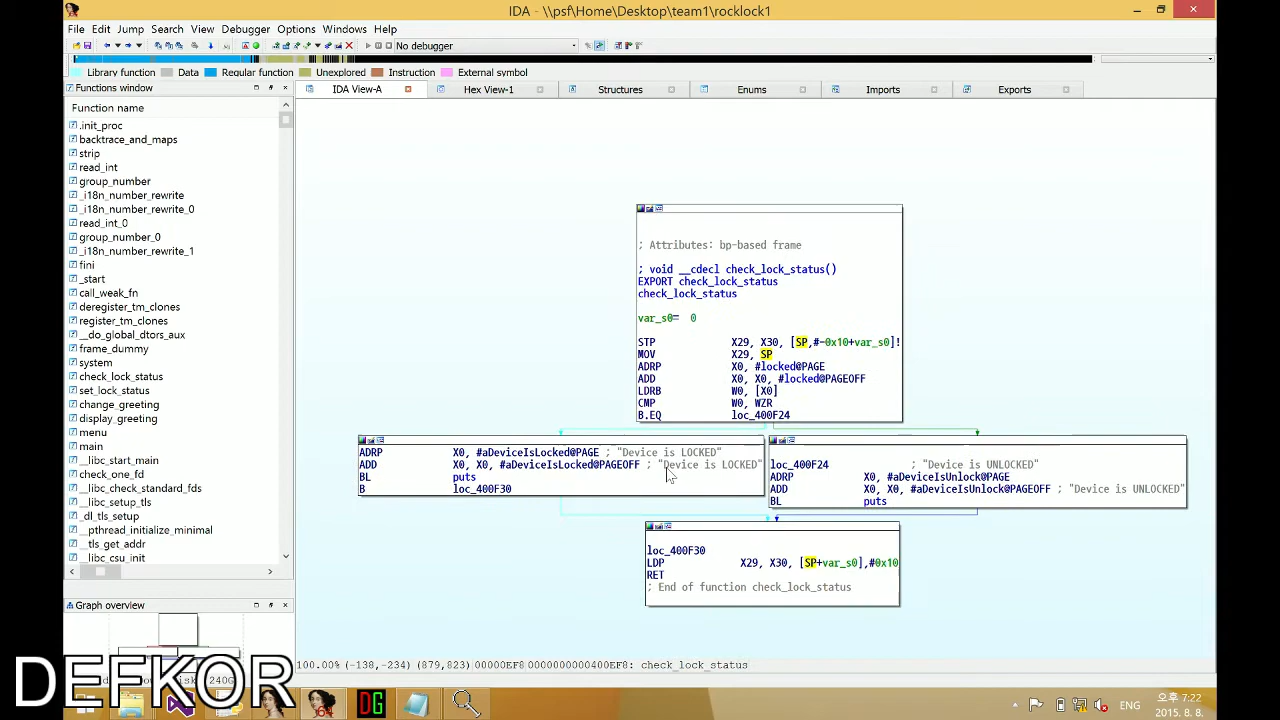 IDA - \\psf\Home\Desktop\team1\rocklock1
File Edit Jump Search View Debugger Options Windows Help
No debugger
Library function Data Regular function Unexplored Instruction External symbol
Functions window
IDA View-A Hex View-1 Structures Enums Imports Exports
Function name
.init_proc
backtrace_and_maps
strip
read_int
group_number
_i18n_number_rewrite
_i18n_number_rewrite_0
read_int_0
group_number_0
_i18n_number_rewrite_1
fini
_start
call_weak_fn
deregister_tm_clones
register_tm_clones
__do_global_dtors_aux
frame_dummy
system
check_lock_status
set_lock_status
change_greeting
display_greeting
menu
main
__libc_start_main
check_one_fd
__libc_check_standard_fds
__libc_setup_tls
_dl_tls_setup
__pthread_initialize_minimal
__tls_get_addr
__libc_csu_init
; Attributes: bp-based frame
; void __cdecl check_lock_status()
EXPORT check_lock_status
check_lock_status
var_s0= 0
STP X29, X30, [SP,#-0x10+var_s0]!
MOV X29, SP
ADRP X0, #locked@PAGE
ADD X0, X0, #locked@PAGEOFF
LDRB W0, [X0]
CMP W0, WZR
B.EQ loc_400F24
ADRP X0, #aDeviceIsLocked@PAGE ; "Device is LOCKED"
ADD X0, X0, #aDeviceIsLocked@PAGEOFF ; "Device is LOCKED"
BL puts
B loc_400F30
loc_400F24 ; "Device is UNLOCKED"
ADRP X0, #aDeviceIsUnlock@PAGE
ADD X0, X0, #aDeviceIsUnlock@PAGEOFF ; "Device is UNLOCKED"
BL puts
loc_400F30
LDP X29, X30, [SP+var_s0],#0x10
RET
; End of function check_lock_status
Graph overview
100.00% (-138,-234) (879,823) 00000EF8 0000000000400EF8: check_lock_status
DEFKOR
DG
ENG
오후 7:22
2015. 8. 8.